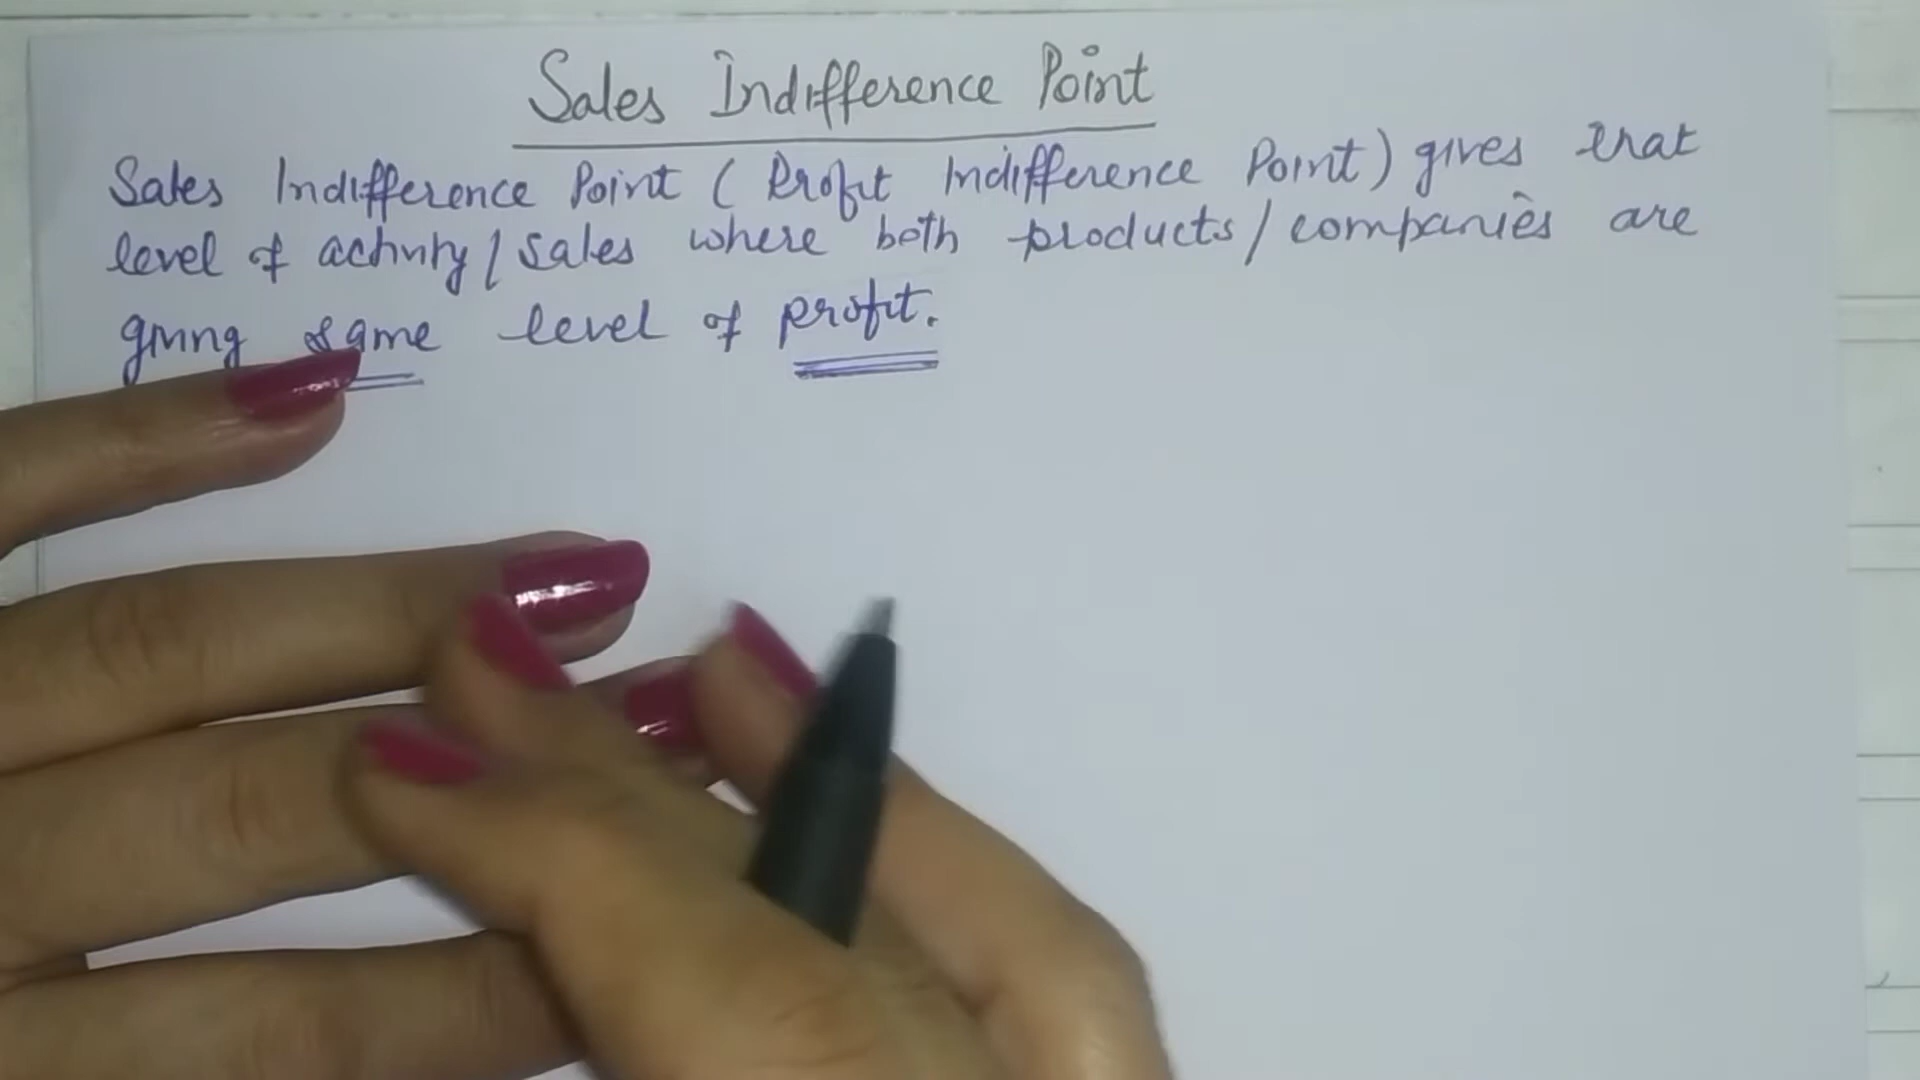 Sales Indifference Point
Sales Indifference Point (Profit Indifference Point) gives that
level of activity/Sales where both products/companies are
giving same level of profit.